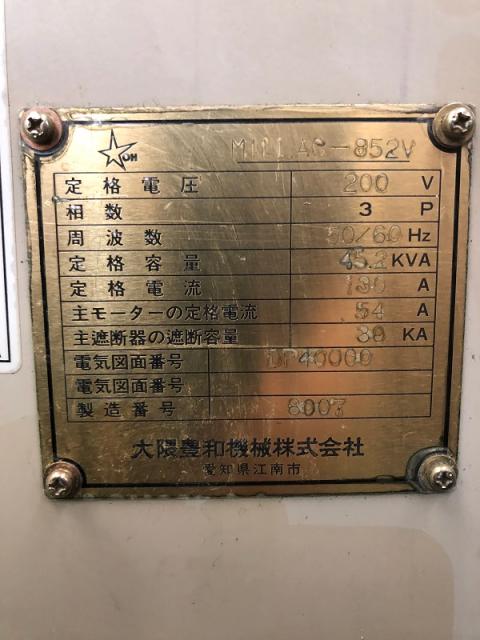 OH MILLAC-852V
定格電圧 200 V
相数 3 P
周波数 50/60 Hz
定格容量 45.2 KVA
定格電流 130 A
主モーターの定格電流 54 A
主遮断器の遮断容量 KA
電気図面番号 DP40000
電気図面番号
製造番号 6007
大隈豊和機械株式会社
愛知県江南市